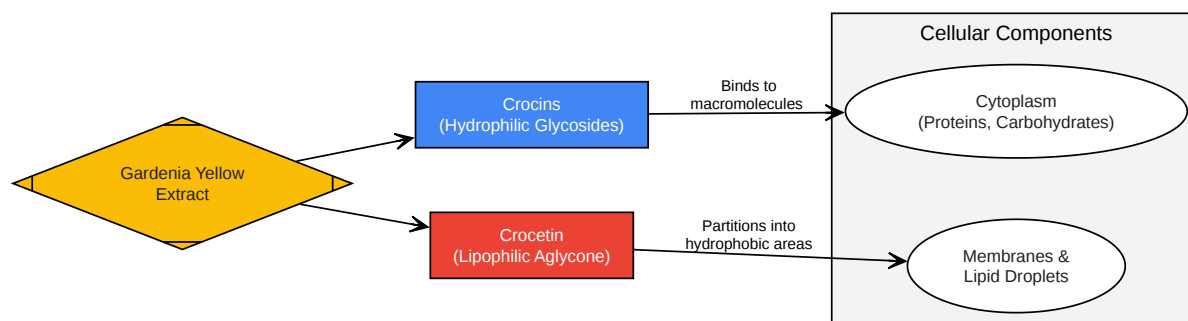 Cellular Components
Gardenia Yellow
Extract
Crocins
(Hydrophilic Glycosides)
Binds to
macromolecules
Cytoplasm
(Proteins, Carbohydrates)
Crocetin
(Lipophilic Aglycone)
Partitions into
hydrophobic areas
Membranes &
Lipid Droplets